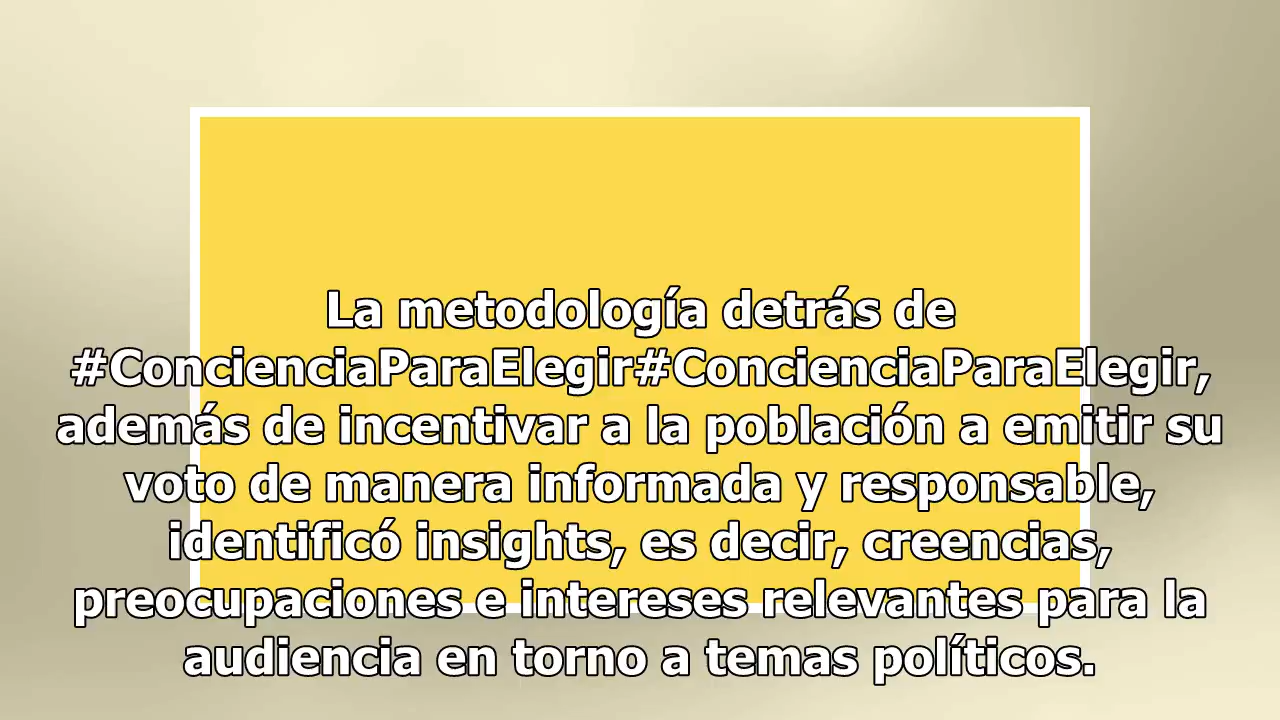 La metodología detrás de
#ConcienciaParaElegir#ConcienciaParaElegir,
además de incentivar a la población a emitir su
voto de manera informada y responsable,
identificó insights, es decir, creencias,
preocupaciones e intereses relevantes para la
audiencia en torno a temas políticos.